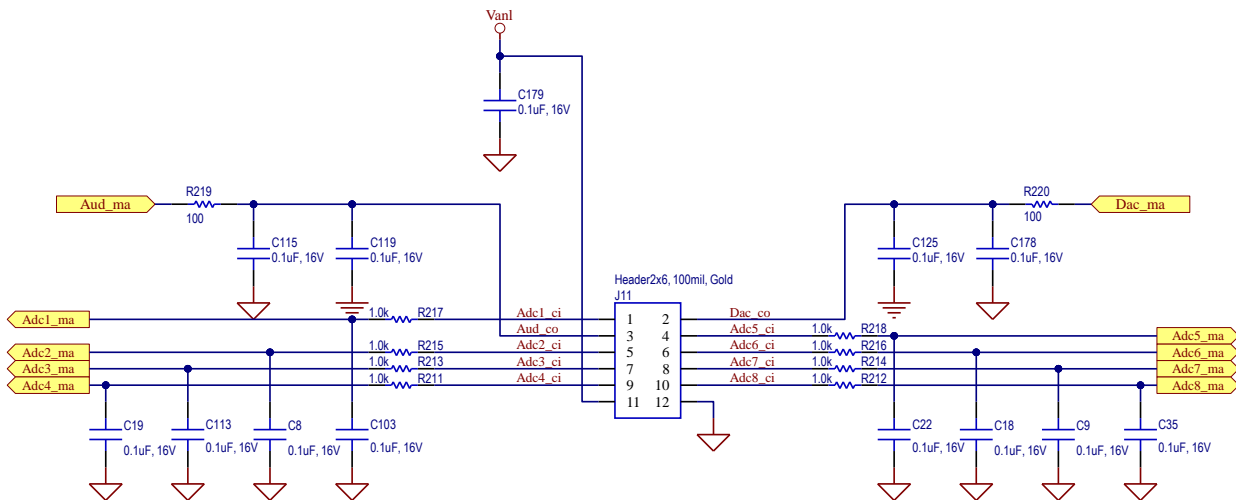 Vanl
C179
0.1uF, 16V
R219
Aud_ma
100
R220
Dac_ma
100
C115
0.1uF, 16V
C119
0.1uF, 16V
C125
0.1uF, 16V
C178
0.1uF, 16V
Header2x6, 100mil, Gold
J11
Adc1_ma
1.0k
R217
Adc1_ci
1
2
Dac_co
Aud_co
3
4
Adc5_ci
1.0k
R218
Adc5_ma
Adc2_ma
1.0k
R215
Adc2_ci
5
6
Adc6_ci
1.0k
R216
Adc6_ma
Adc3_ma
1.0k
R213
Adc3_ci
7
8
Adc7_ci
1.0k
R214
Adc7_ma
Adc4_ma
1.0k
R211
Adc4_ci
9
10
Adc8_ci
1.0k
R212
Adc8_ma
11
12
C19
0.1uF, 16V
C113
0.1uF, 16V
C8
0.1uF, 16V
C103
0.1uF, 16V
C22
0.1uF, 16V
C18
0.1uF, 16V
C9
0.1uF, 16V
C35
0.1uF, 16V